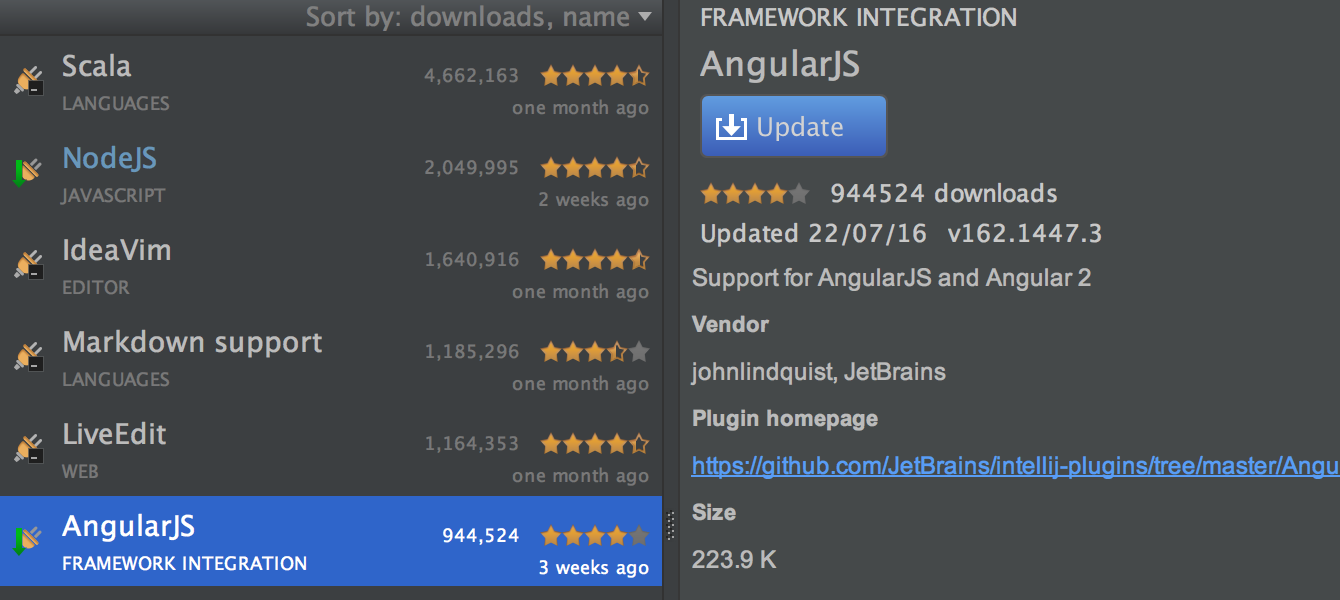 Sort by: downloads, name
Scala 4,662,163
LANGUAGES one month ago
NodeJS 2,049,995
JAVASCRIPT 2 weeks ago
IdeaVim 1,640,916
EDITOR one month ago
Markdown support 1,185,296
LANGUAGES one month ago
LiveEdit 1,164,353
WEB one month ago
AngularJS 944,524
FRAMEWORK INTEGRATION 3 weeks ago
FRAMEWORK INTEGRATION
AngularJS
Update
944524 downloads
Updated 22/07/16 v162.1447.3
Support for AngularJS and Angular 2
Vendor
johnlindquist, JetBrains
Plugin homepage
https://github.com/JetBrains/intellij-plugins/tree/master/Angu
Size
223.9 K